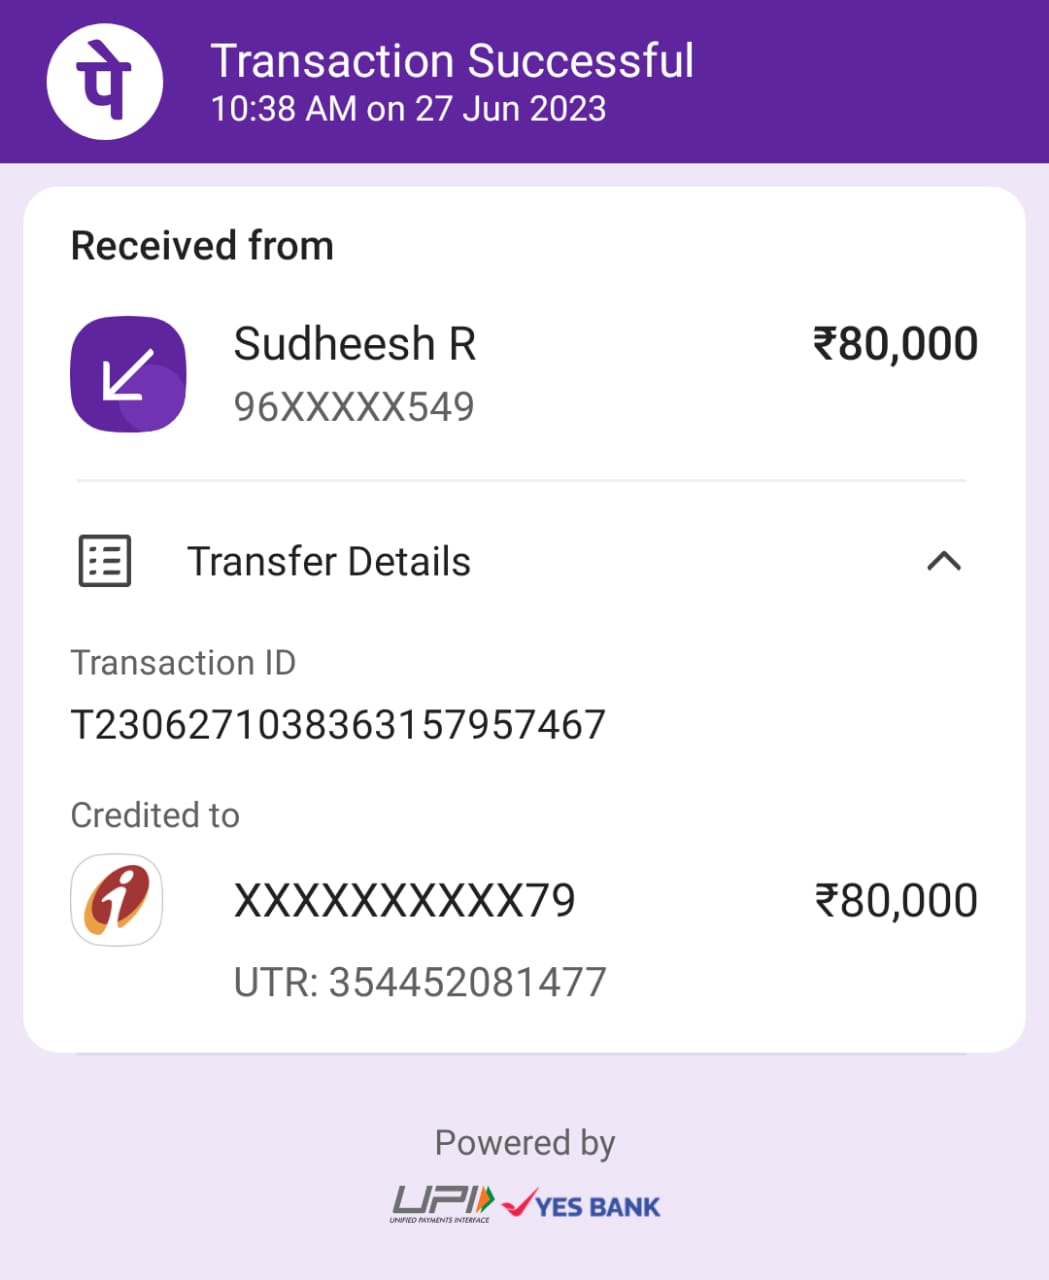 पे
Transaction Successful
10:38 AM on 27 Jun 2023
Received from
Sudheesh R ₹80,000
96XXXXX549
Transfer Details
Transaction ID
T2306271038363157957467
Credited to
XXXXXXXXXX79 ₹80,000
UTR: 354452081477
Powered by
UPI YES BANK
UNIFIED PAYMENTS INTERFACE